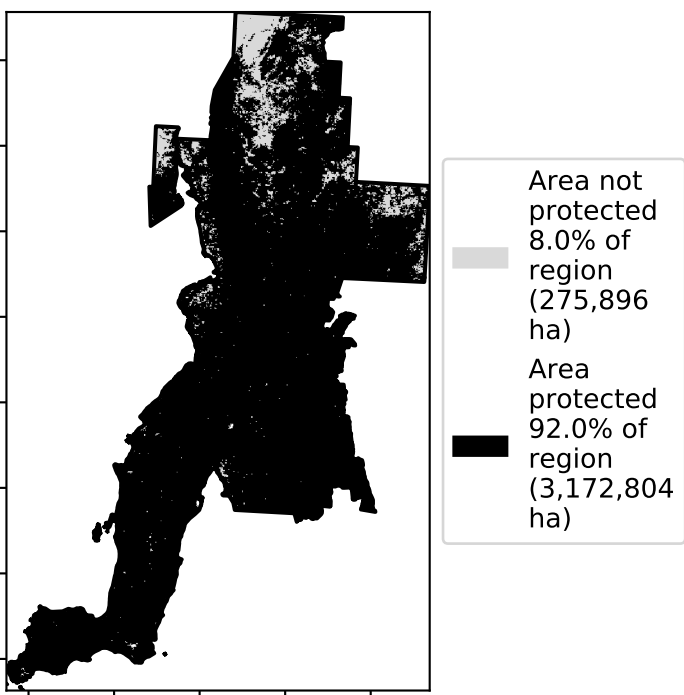 Area not
protected
8.0% of
region
(275,896
ha)
Area
protected
92.0% of
region
(3,172,804
ha)